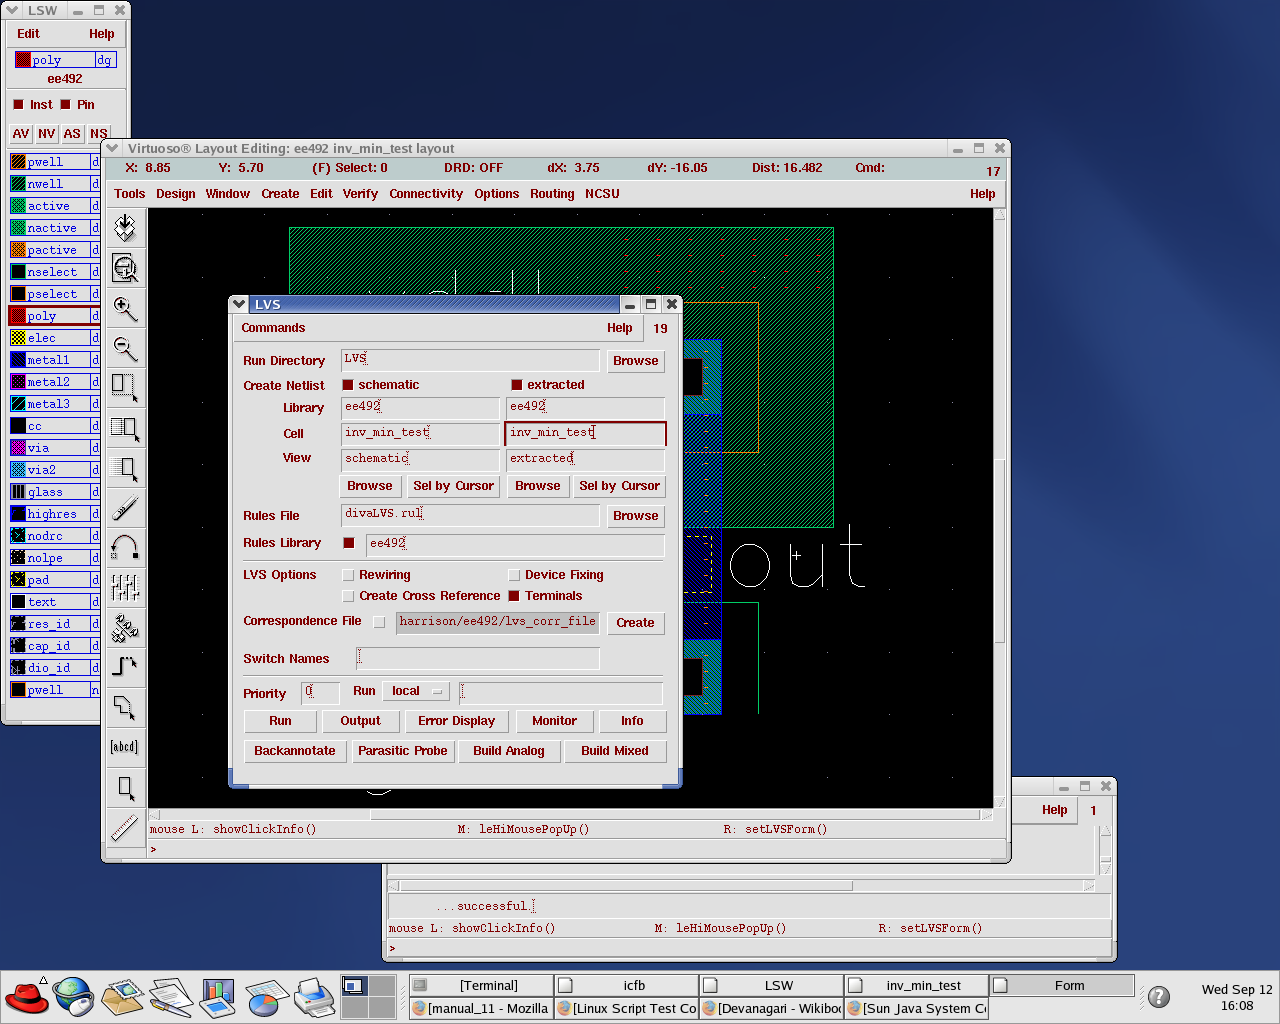 LSW
Edit Help
poly dg
ee492
Inst Pin
AV NV AS NS
pwell d
nwell d
active d
nactive d
pactive d
nselect d
pselect d
poly d
elec d
metal1 d
metal2 d
metal3 d
cc d
via d
via2 d
glass d
highres d
nodrc d
nolpe d
pad d
text d
res_id d
cap_id d
dio_id d
pwell n
Virtuoso® Layout Editing: ee492 inv_min_test layout
X: 8.85 Y: 5.70 (F) Select: 0 DRD: OFF dX: 3.75 dY: -16.05 Dist: 16.482 Cmd: 17
Tools Design Window Create Edit Verify Connectivity Options Routing NCSU Help
[abcd]
out
LVS
Commands Help 19
Run Directory LVS Browse
Create Netlist schematic extracted
Library ee492 ee492
Cell inv_min_test inv_min_test
View schematic extracted
Browse Sel by Cursor Browse Sel by Cursor
Rules File divaLVS.rul Browse
Rules Library ee492
LVS Options Rewiring Device Fixing
Create Cross Reference Terminals
Correspondence File harrison/ee492/lvs_corr_file Create
Switch Names
Priority 0 Run local
Run Output Error Display Monitor Info
Backannotate Parasitic Probe Build Analog Build Mixed
mouse L: showClickInfo() M: leHiMousePopUp() R: setLVSForm()
>
Help 1
...successful.
mouse L: showClickInfo() M: leHiMousePopUp() R: setLVSForm()
>
[Terminal] icfb LSW inv_min_test Form
[manual_11 - Mozilla [Linux Script Test Co [Devanagari - Wikiboo [Sun Java System C
Wed Sep 12
16:08